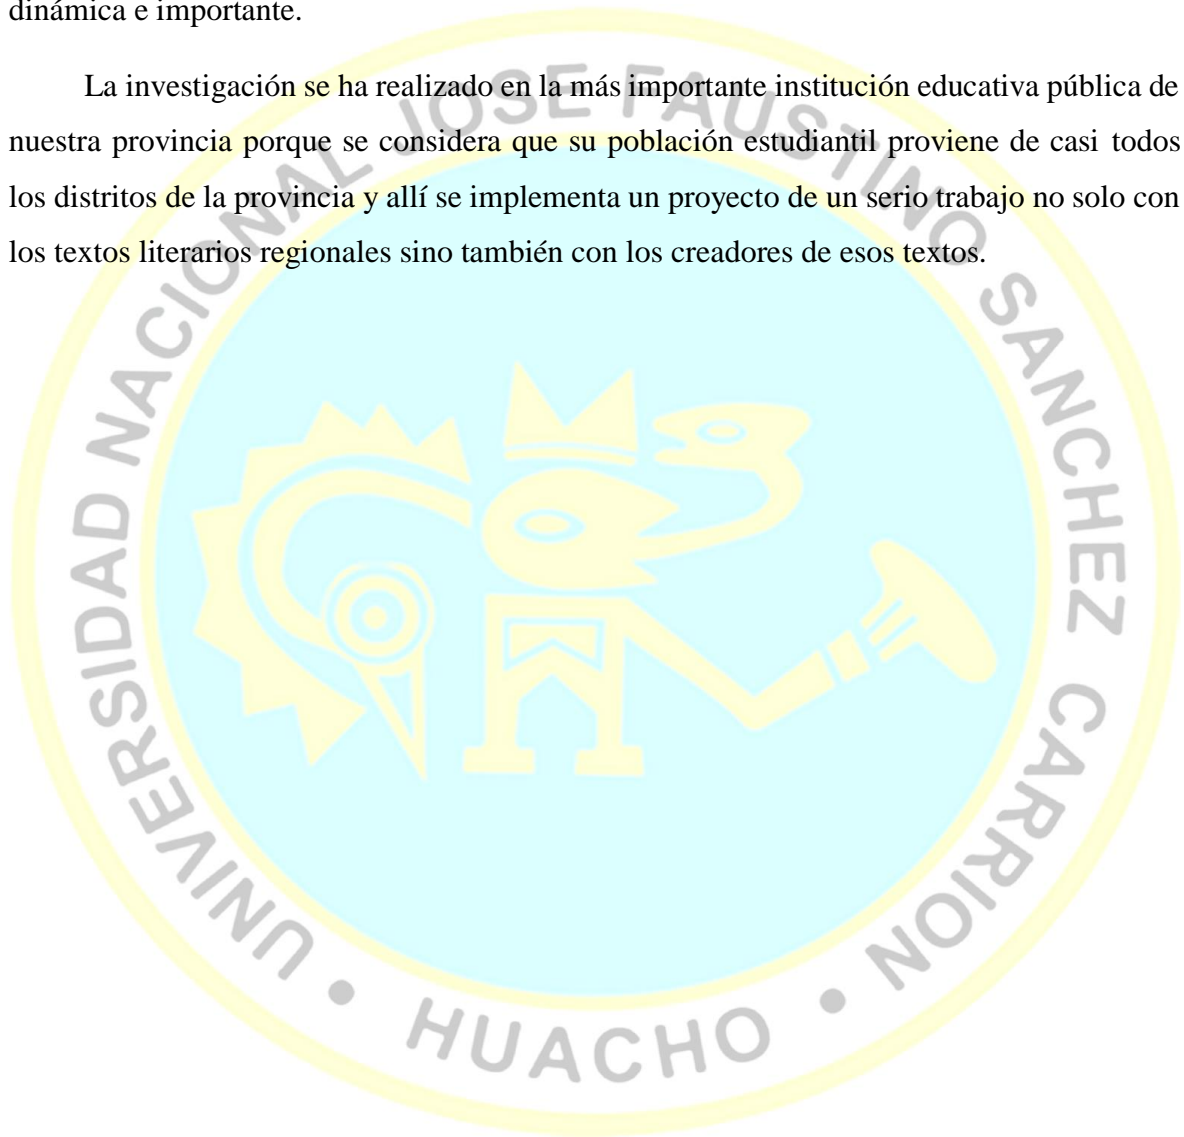 dinámica e importante.
La investigación se ha realizado en la más importante institución educativa pública de
nuestra provincia porque se considera que su población estudiantil proviene de casi todos
los distritos de la provincia y allí se implementa un proyecto de un serio trabajo no solo con
los textos literarios regionales sino también con los creadores de esos textos.
UNIVERSIDAD NACIONAL JOSE FAUSTINO SANCHEZ CARRION
• HUACHO •